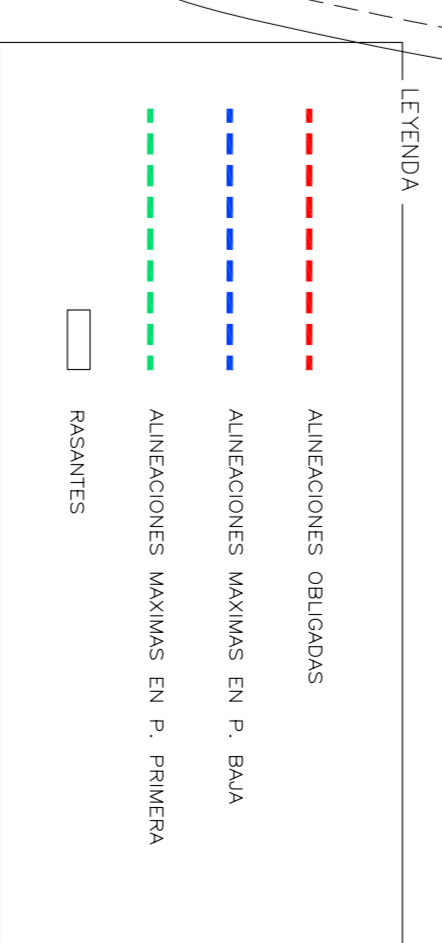 LEYENDA
ALINEACIONES OBLIGADAS
ALINEACIONES MAXIMAS EN P. BAJA
ALINEACIONES MAXIMAS EN P. PRIMERA
RASANTES